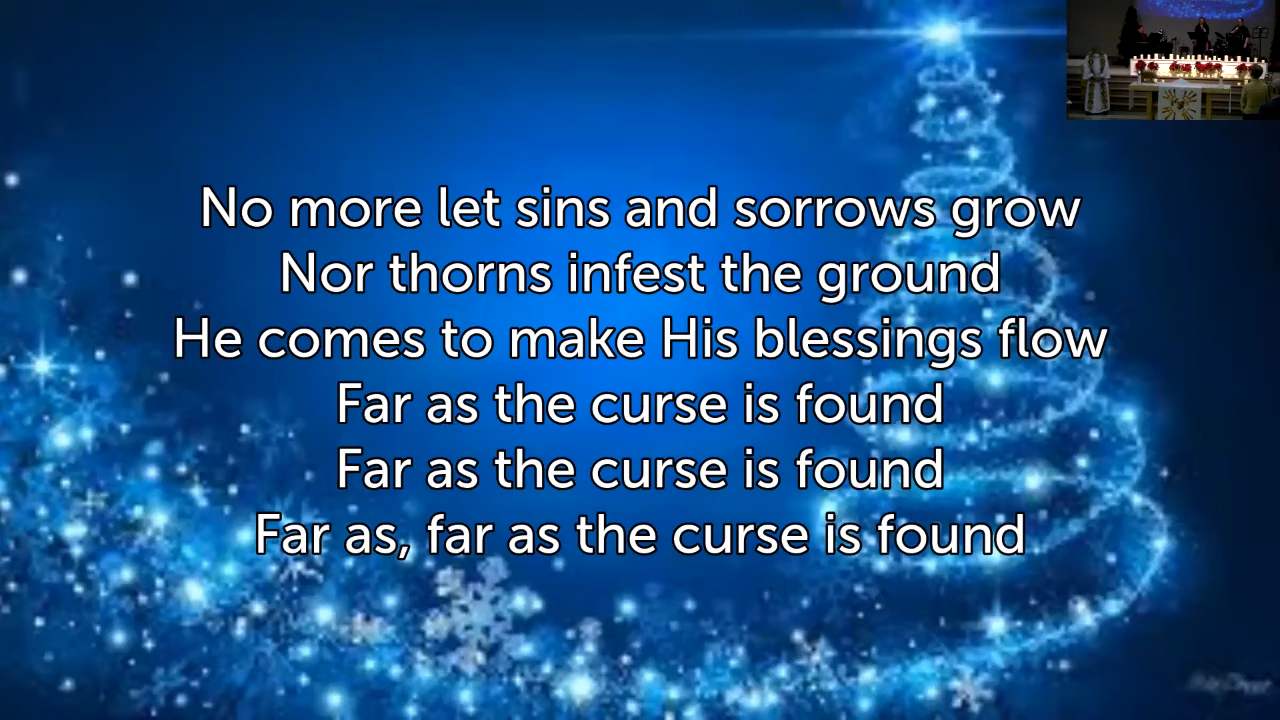 No more let sins and sorrows grow
Nor thorns infest the ground
He comes to make His blessings flow
Far as the curse is found
Far as the curse is found
Far as, far as the curse is found